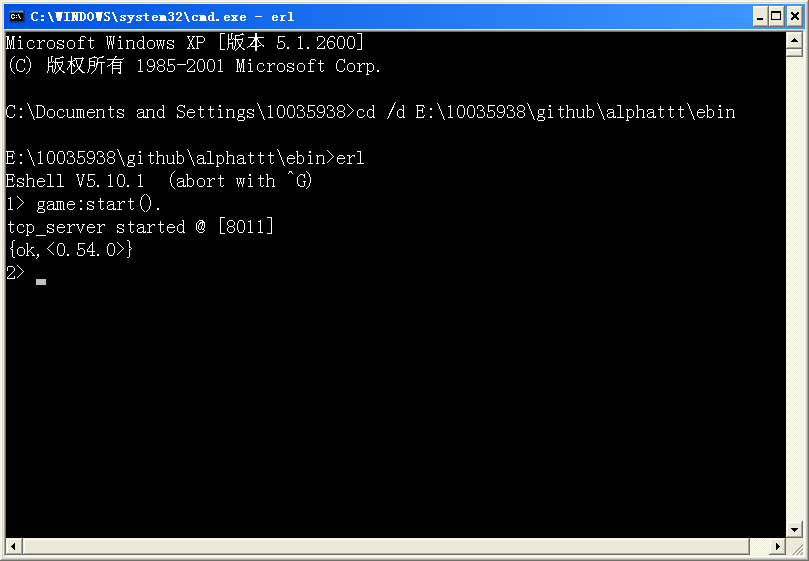 C:\WINDOWS\system32\cmd.exe - erl
Microsoft Windows XP [版本 5.1.2600]
(C) 版权所有 1985-2001 Microsoft Corp.
C:\Documents and Settings\10035938>cd /d E:\10035938\github\alphattt\ebin
E:\10035938\github\alphattt\ebin>erl
Eshell V5.10.1  (abort with ^G)
1> game:start().
tcp_server started @ [8011]
{ok,<0.54.0>}
2>